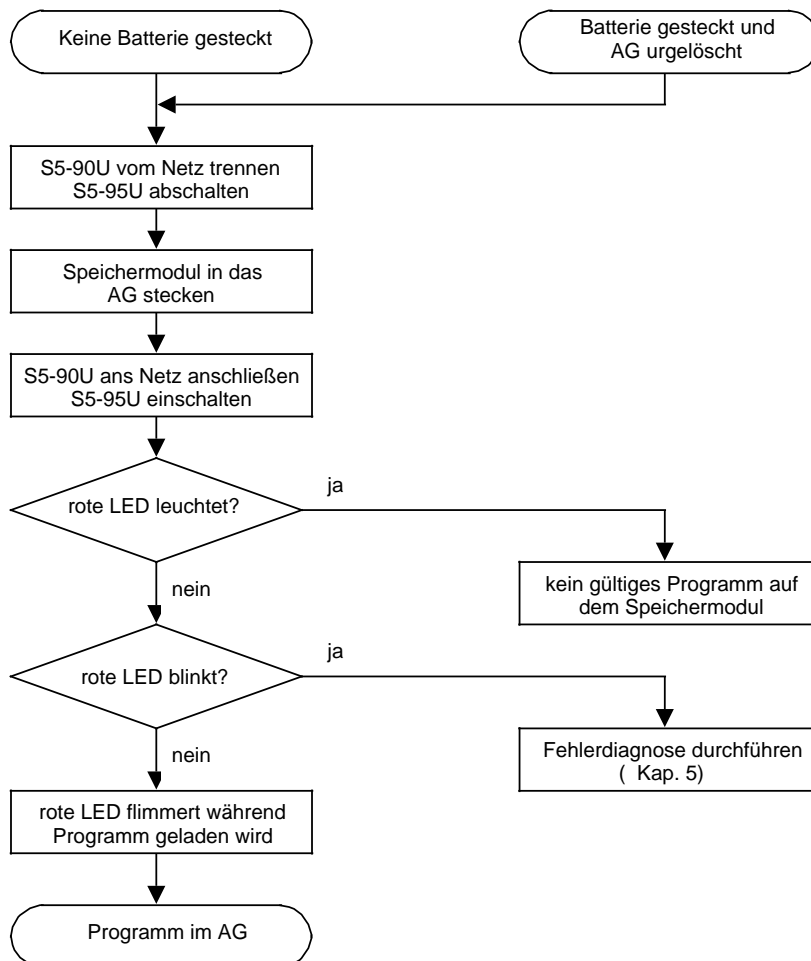 Keine Batterie gesteckt
Batterie gesteckt und
AG urgelöscht
S5-90U vom Netz trennen
S5-95U abschalten
Speichermodul in das
AG stecken
S5-90U ans Netz anschließen
S5-95U einschalten
rote LED leuchtet?
ja
nein
kein gültiges Programm auf
dem Speichermodul
rote LED blinkt?
ja
nein
Fehlerdiagnose durchführen
( Kap. 5)
rote LED flimmert während
Programm geladen wird
Programm im AG